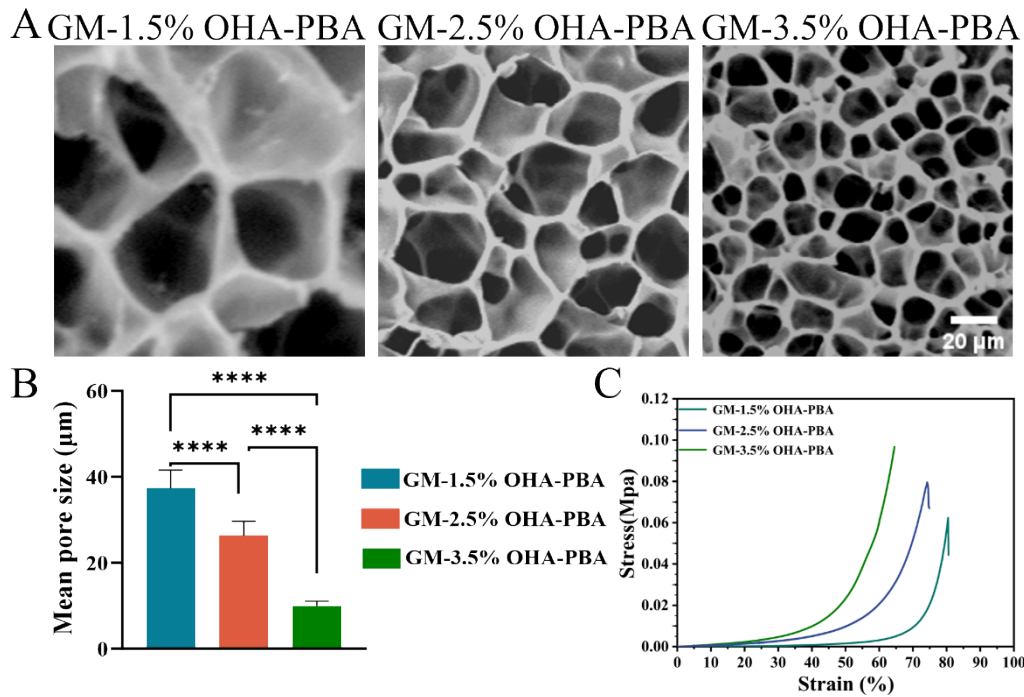 A GM-1.5% OHA-PBA GM-2.5% OHA-PBA GM-3.5% OHA-PBA
20 μm
B
Mean pore size (μm)
60
40
20
0
****
****
****
GM-1.5% OHA-PBA
GM-2.5% OHA-PBA
GM-3.5% OHA-PBA
C
Stress(Mpa)
0.12
0.10
0.08
0.06
0.04
0.02
0.00
GM-1.5% OHA-PBA
GM-2.5% OHA-PBA
GM-3.5% OHA-PBA
0 10 20 30 40 50 60 70 80 90 100
Strain (%)